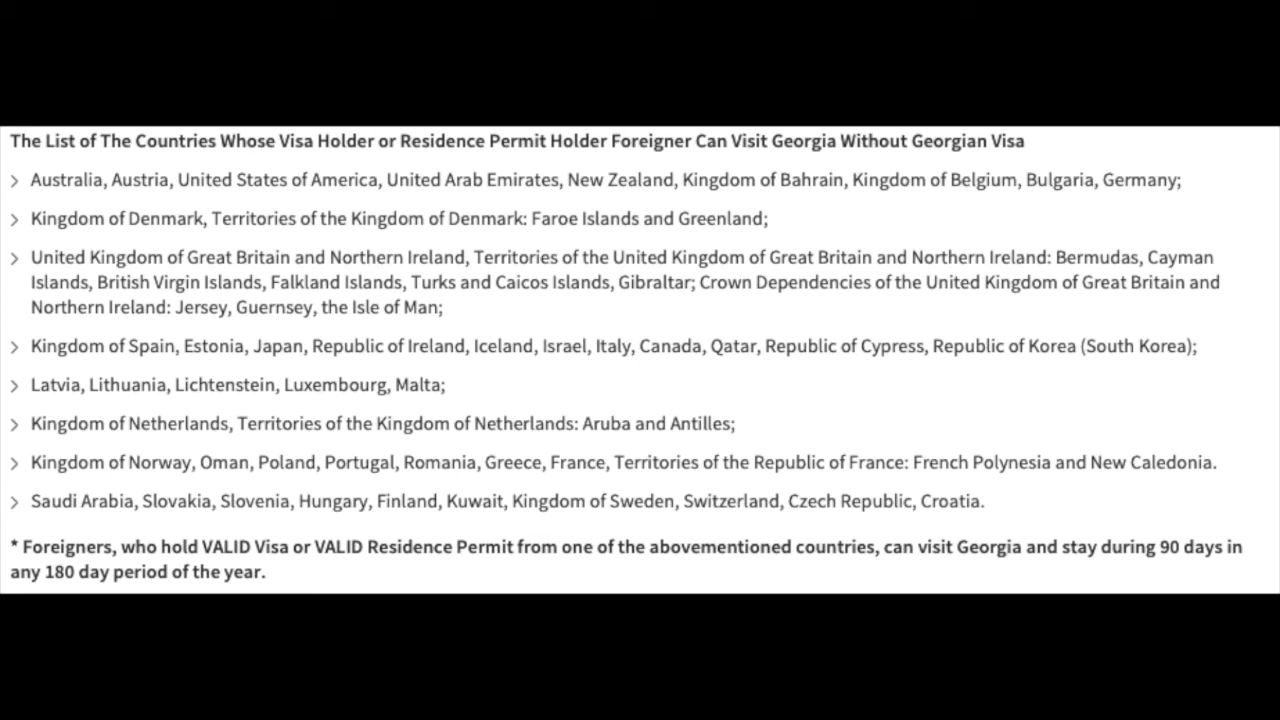 The List of The Countries Whose Visa Holder or Residence Permit Holder Foreigner Can Visit Georgia Without Georgian Visa
> Australia, Austria, United States of America, United Arab Emirates, New Zealand, Kingdom of Bahrain, Kingdom of Belgium, Bulgaria, Germany;
> Kingdom of Denmark, Territories of the Kingdom of Denmark: Faroe Islands and Greenland;
> United Kingdom of Great Britain and Northern Ireland, Territories of the United Kingdom of Great Britain and Northern Ireland: Bermudas, Cayman
Islands, British Virgin Islands, Falkland Islands, Turks and Caicos Islands, Gibraltar; Crown Dependencies of the United Kingdom of Great Britain and
Northern Ireland: Jersey, Guernsey, the Isle of Man;
> Kingdom of Spain, Estonia, Japan, Republic of Ireland, Iceland, Israel, Italy, Canada, Qatar, Republic of Cyprus, Republic of Korea (South Korea);
> Latvia, Lithuania, Lichtenstein, Luxembourg, Malta;
> Kingdom of Netherlands, Territories of the Kingdom of Netherlands: Aruba and Antilles;
> Kingdom of Norway, Oman, Poland, Portugal, Romania, Greece, France, Territories of the Republic of France: French Polynesia and New Caledonia.
> Saudi Arabia, Slovakia, Slovenia, Hungary, Finland, Kuwait, Kingdom of Sweden, Switzerland, Czech Republic, Croatia.
* Foreigners, who hold VALID Visa or VALID Residence Permit from one of the abovementioned countries, can visit Georgia and stay during 90 days in
any 180 day period of the year.